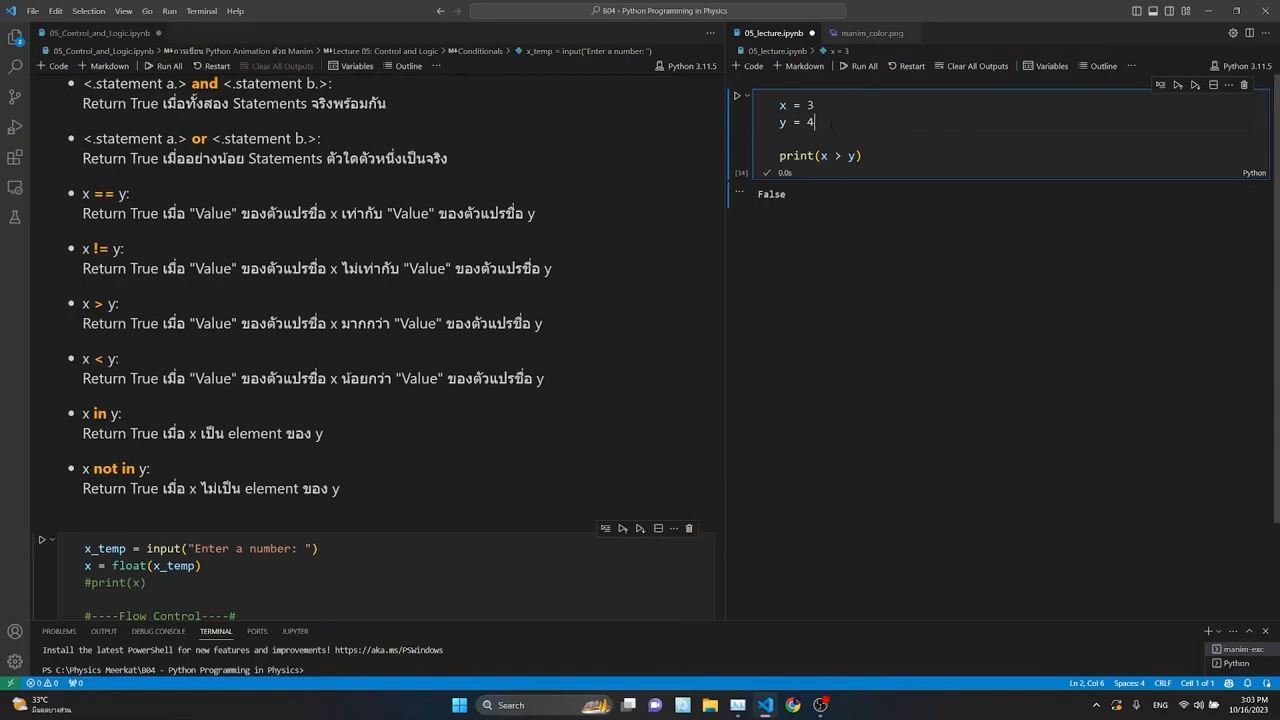 File Edit Selection View Go Run Terminal Help
B04 - Python Programming in Physics
05_Control_and_Logic.ipynb
05_lecture.ipynb
manim_color.png
05_Control_and_Logic.ipynb > การเขียน Python Animation ด้วย Manim > Lecture 05: Control and Logic > Conditionals > x_temp = input("Enter a number: ")
05_lecture.ipynb > x = 3
+ Code + Markdown Run All Restart Clear All Outputs Variables Outline ... Python 3.11.5
+ Code + Markdown Run All Restart Clear All Outputs Variables Outline ... Python 3.11.5
<.statement a.> and <.statement b.>:
Return True เมื่อทั้งสอง Statements จริงพร้อมกัน
<.statement a.> or <.statement b.>:
Return True เมื่ออย่างน้อย Statements ตัวใดตัวหนึ่งเป็นจริง
x == y:
Return True เมื่อ "Value" ของตัวแปรชื่อ x เท่ากับ "Value" ของตัวแปรชื่อ y
x != y:
Return True เมื่อ "Value" ของตัวแปรชื่อ x ไม่เท่ากับ "Value" ของตัวแปรชื่อ y
x > y:
Return True เมื่อ "Value" ของตัวแปรชื่อ x มากกว่า "Value" ของตัวแปรชื่อ y
x < y:
Return True เมื่อ "Value" ของตัวแปรชื่อ x น้อยกว่า "Value" ของตัวแปรชื่อ y
x in y:
Return True เมื่อ x เป็น element ของ y
x not in y:
Return True เมื่อ x ไม่เป็น element ของ y
x_temp = input("Enter a number: ")
x = float(x_temp)
#print(x)
#----Flow Control----#
x = 3
y = 4
print(x > y)
[14] 0.0s Python
False
PROBLEMS OUTPUT DEBUG CONSOLE TERMINAL PORTS JUPYTER
Install the latest PowerShell for new features and improvements! https://aka.ms/PSWindows
PS C:\Physics Meerkat\B04 - Python Programming in Physics>
manim-exc
Python
0 0 0
Ln 2, Col 6 Spaces: 4 CRLF Cell 1 of 1
33°C
มีแดดบางส่วน
Search
ENG
3:03 PM
10/16/2023